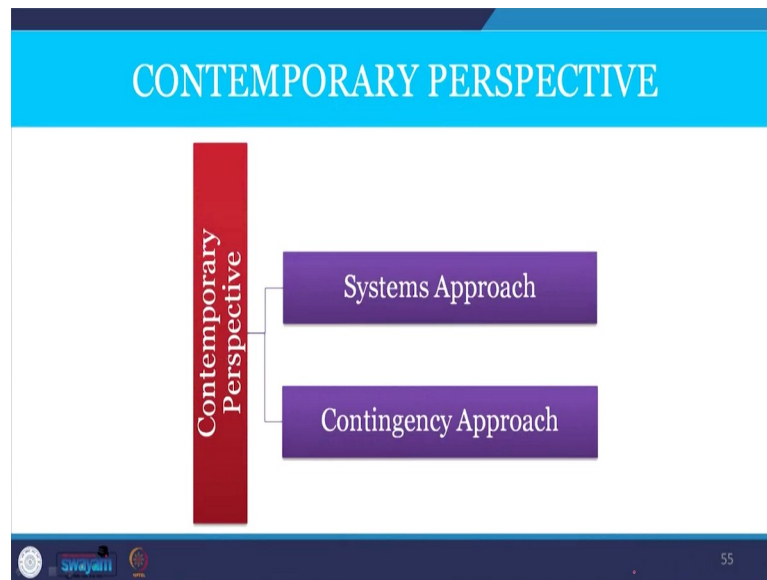 CONTEMPORARY PERSPECTIVE
Contemporary
Perspective
Systems Approach
Contingency Approach
swayam
55